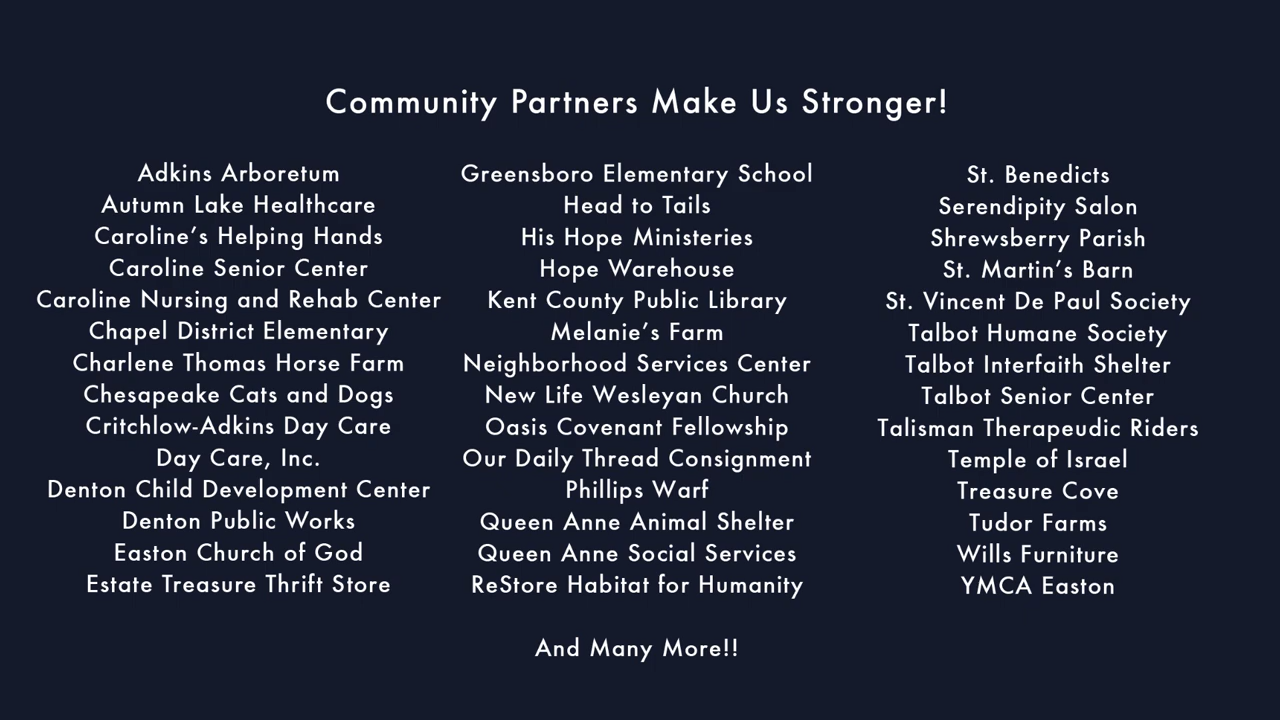 Community Partners Make Us Stronger!
Adkins Arboretum
Autumn Lake Healthcare
Caroline’s Helping Hands
Caroline Senior Center
Caroline Nursing and Rehab Center
Chapel District Elementary
Charlene Thomas Horse Farm
Chesapeake Cats and Dogs
Critchlow-Adkins Day Care
Day Care, Inc.
Denton Child Development Center
Denton Public Works
Easton Church of God
Estate Treasure Thrift Store
Greensboro Elementary School
Head to Tails
His Hope Ministeries
Hope Warehouse
Kent County Public Library
Melanie’s Farm
Neighborhood Services Center
New Life Wesleyan Church
Oasis Covenant Fellowship
Our Daily Thread Consignment
Phillips Warf
Queen Anne Animal Shelter
Queen Anne Social Services
ReStore Habitat for Humanity
St. Benedicts
Serendipity Salon
Shrewsberry Parish
St. Martin’s Barn
St. Vincent De Paul Society
Talbot Humane Society
Talbot Interfaith Shelter
Talbot Senior Center
Talisman Therapeudic Riders
Temple of Israel
Treasure Cove
Tudor Farms
Wills Furniture
YMCA Easton
And Many More!!